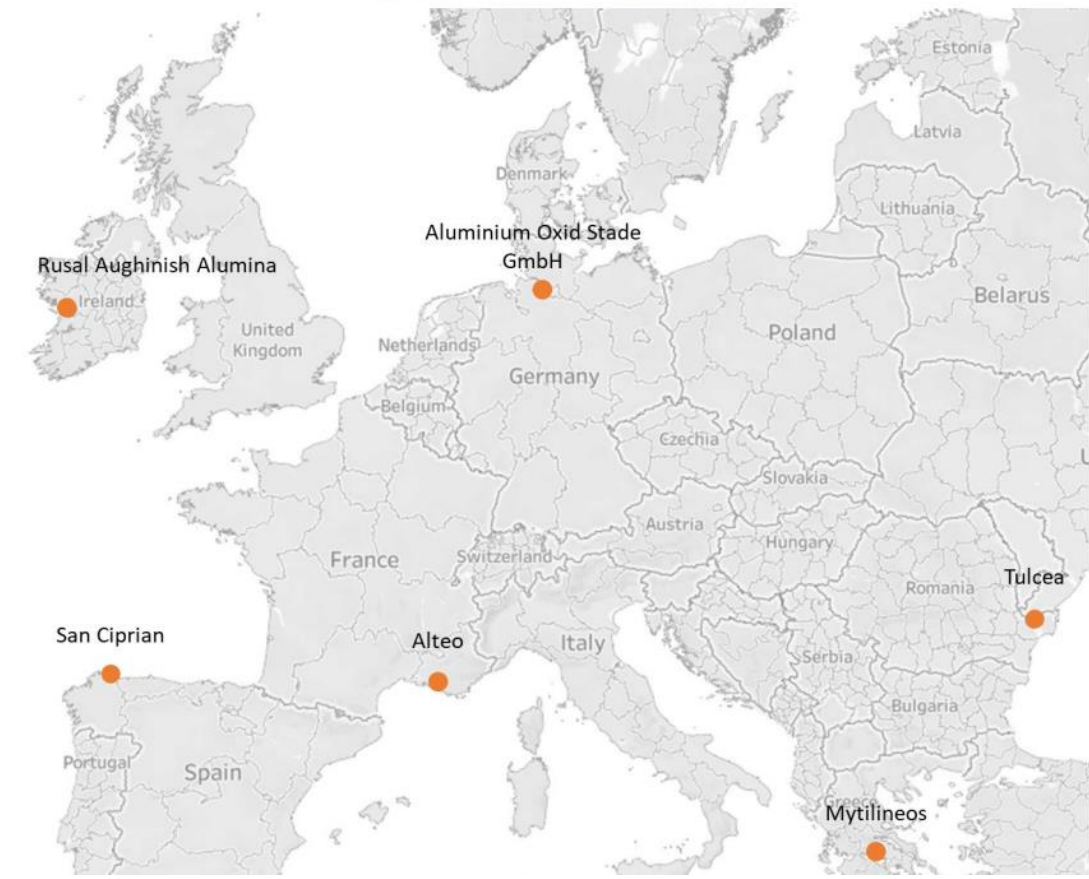 Estonia
Latvia
Denmark
Lithuania
Aluminium Oxid Stade
GmbH
Rusal Aughinish Alumina
Ireland
Belarus
United
Kingdom
Poland
Netherlands
Germany
Belgium
Czechia
U
Slovakia
Austria
Hungary
France
Switzerland
Tulcea
Romania
San Ciprian
Alteo
Italy
Serbia
Bulgaria
Portugal
Spain
Greece
Mytilineos